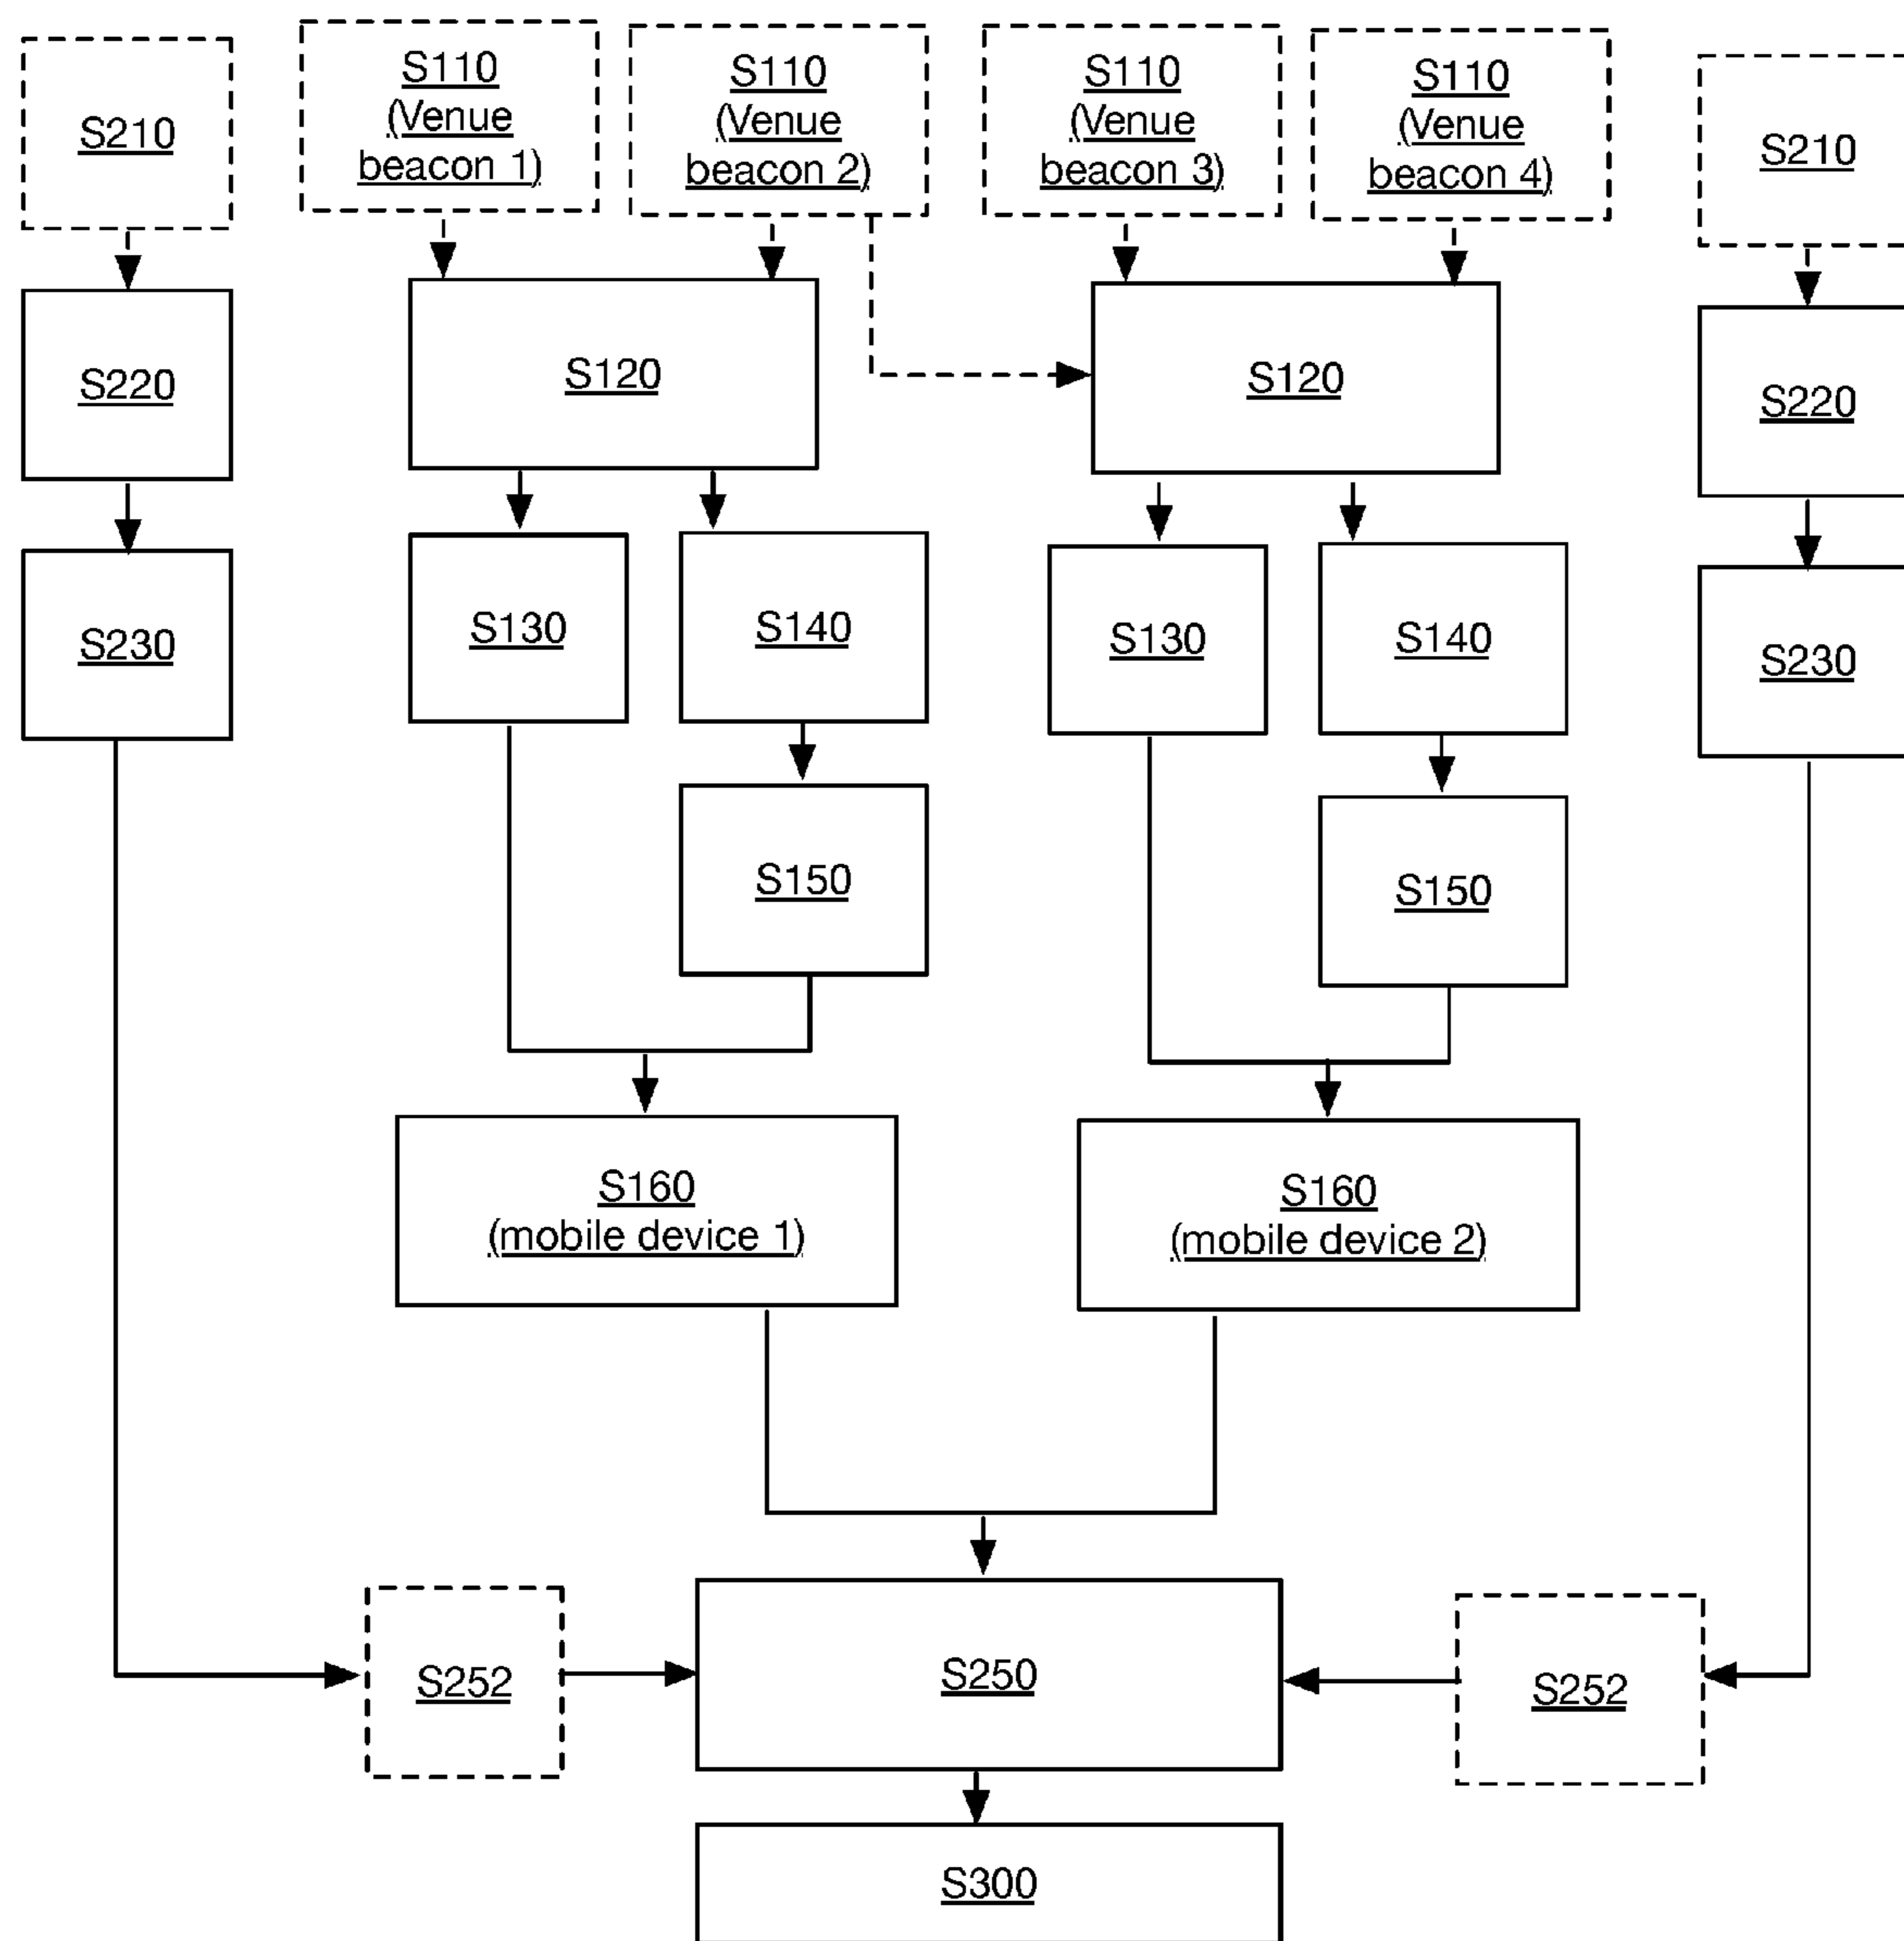 S210
S110
(Venue
beacon 1)
S110
(Venue
beacon 2)
S110
(Venue
beacon 3)
S110
(Venue
beacon 4)
S210
S220
S120
S120
S220
S230
S130
S140
S130
S140
S230
S150
S150
S160
(mobile device 1)
S160
(mobile device 2)
S252
S250
S252
S300